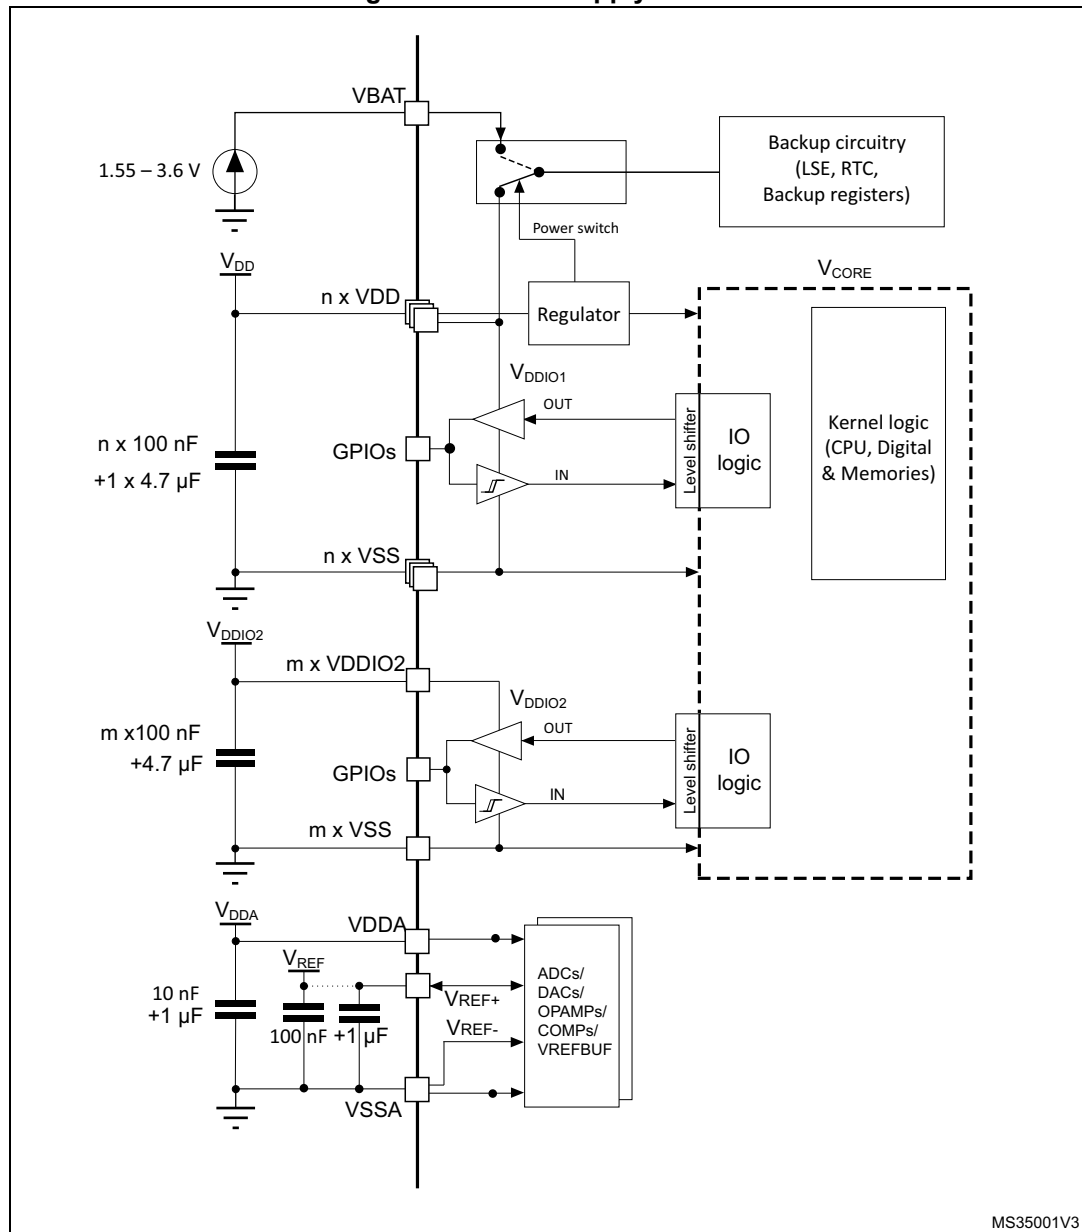 VBAT
1.55 – 3.6 V
Backup circuitry
(LSE, RTC,
Backup registers)
Power switch
VDD
n x VDD
Regulator
VCORE
VDDIO1
OUT
IN
GPIOs
n x 100 nF
+1 x 4.7 µF
Level shifter
IO
logic
Kernel logic
(CPU, Digital
& Memories)
n x VSS
VDDIO2
m x VDDIO2
VDDIO2
OUT
IN
GPIOs
m x100 nF
+4.7 µF
Level shifter
IO
logic
m x VSS
VDDA
VDDA
VREF
10 nF
+1 µF
100 nF
+1 µF
VREF+
VREF-
ADCs/
DACs/
OPAMPs/
COMPs/
VREFBUF
VSSA
MS35001V3